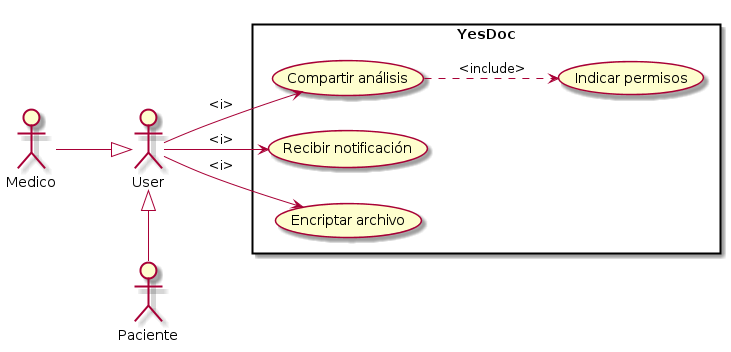 YesDoc
Compartir análisis
<include>
Indicar permisos
<i>
Recibir notificación
<i>
Encriptar archivo
<i>
Medico
User
Paciente